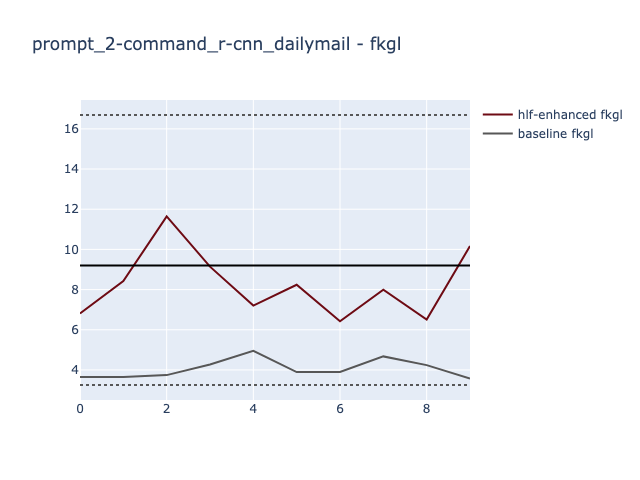 prompt_2-command_r-cnn_dailymail - fkgl
hlf-enhanced fkgl
baseline fkgl
16
14
12
10
8
6
4
0 2 4 6 8